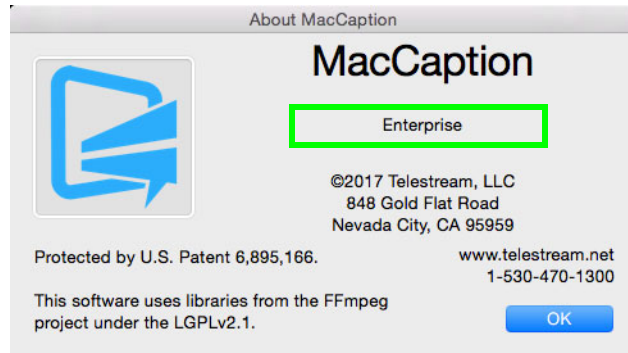 About MacCaption
MacCaption
Enterprise
©2017 Telestream, LLC
848 Gold Flat Road
Nevada City, CA 95959
Protected by U.S. Patent 6,895,166.
www.telestream.net
1-530-470-1300
This software uses libraries from the FFmpeg
project under the LGPLv2.1.
OK